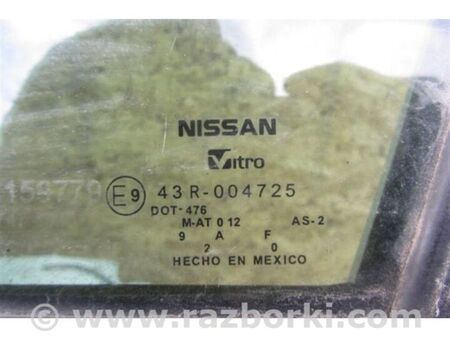 NISSAN
Vitro
159770
E9 43R-004725
DOT-476
M-AT 0 12 AS-2
9 A F
2 0
HECHO EN MEXICO
© www.razborki.com